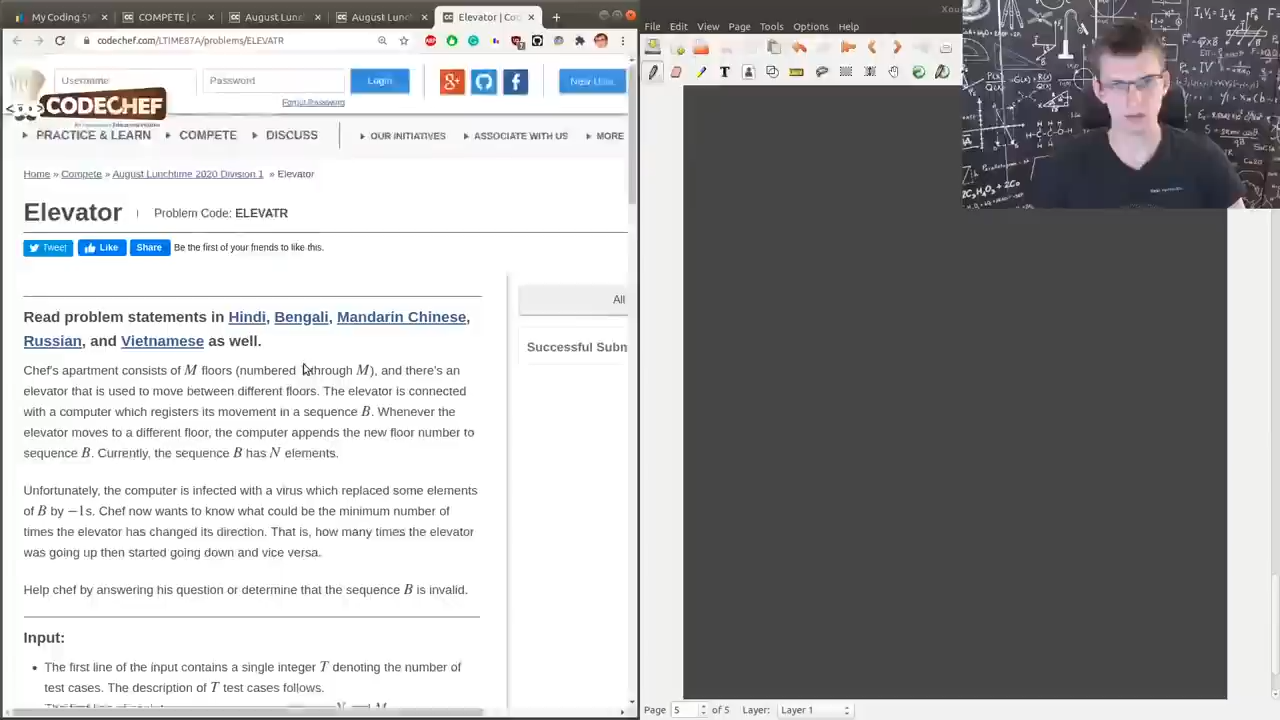 My Coding S
COMPETE | C
August Lune
August Lunc
Elevator | Co
codechef.com/LTIME87A/problems/ELEVATR
Edit View Page Tools Options Help
File
Username
Password
Login
New User
CODECHEF
Forgot Password
PRACTICE & LEARN
COMPETE
DISCUSS
OUR INITIATIVES
ASSOCIATE WITH US
MORE
Home » Compete » August Lunchtime 2020 Division 1 » Elevator
Elevator
Problem Code: ELEVATR
Tweet
Like
Share
Be the first of your friends to like this.
All
Read problem statements in Hindi, Bengali, Mandarin Chinese,
Russian, and Vietnamese as well.
Successful Subm
Chef's apartment consists of M floors (numbered through M), and there's an
elevator that is used to move between different floors. The elevator is connected
with a computer which registers its movement in a sequence B. Whenever the
elevator moves to a different floor, the computer appends the new floor number to
sequence B. Currently, the sequence B has N elements.
Unfortunately, the computer is infected with a virus which replaced some elements
of B by −1s. Chef now wants to know what could be the minimum number of
times the elevator has changed its direction. That is, how many times the elevator
was going up then started going down and vice versa.
Help chef by answering his question or determine that the sequence B is invalid.
Input:
The first line of the input contains a single integer T denoting the number of
test cases. The description of T test cases follows.
Page 5 of 5 Layer: Layer 1